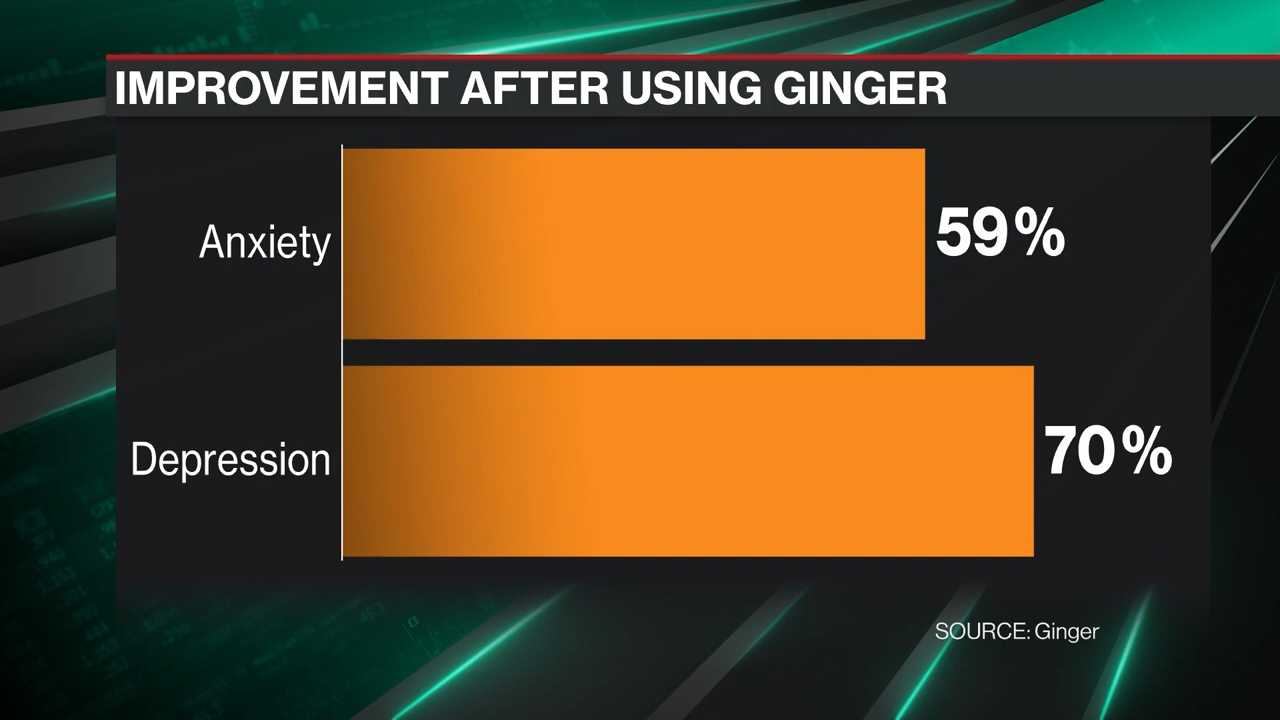 IMPROVEMENT AFTER USING GINGER
Anxiety
59%
Depression
70%
SOURCE: Ginger